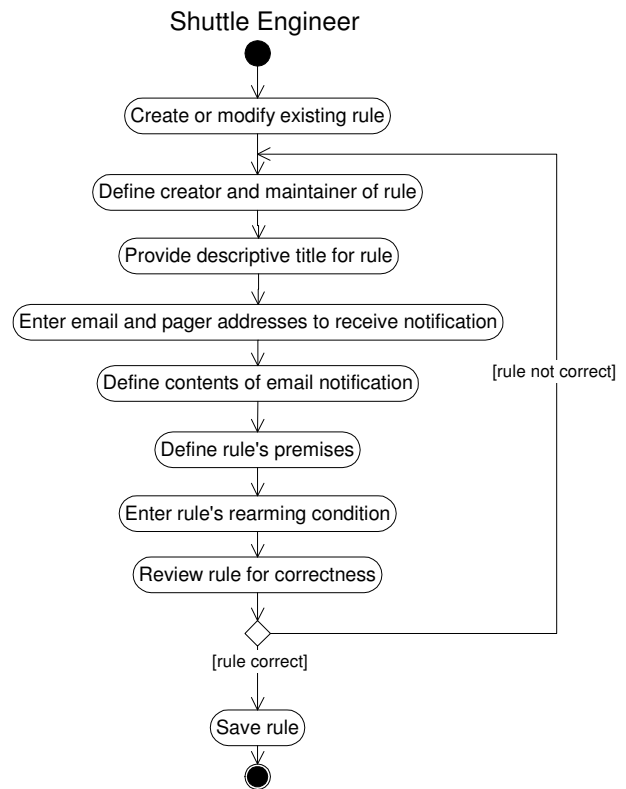 Shuttle Engineer
Create or modify existing rule
Define creator and maintainer of rule
Provide descriptive title for rule
Enter email and pager addresses to receive notification
[rule not correct]
Define contents of email notification
Define rule's premises
Enter rule's rearming condition
Review rule for correctness
[rule correct]
Save rule